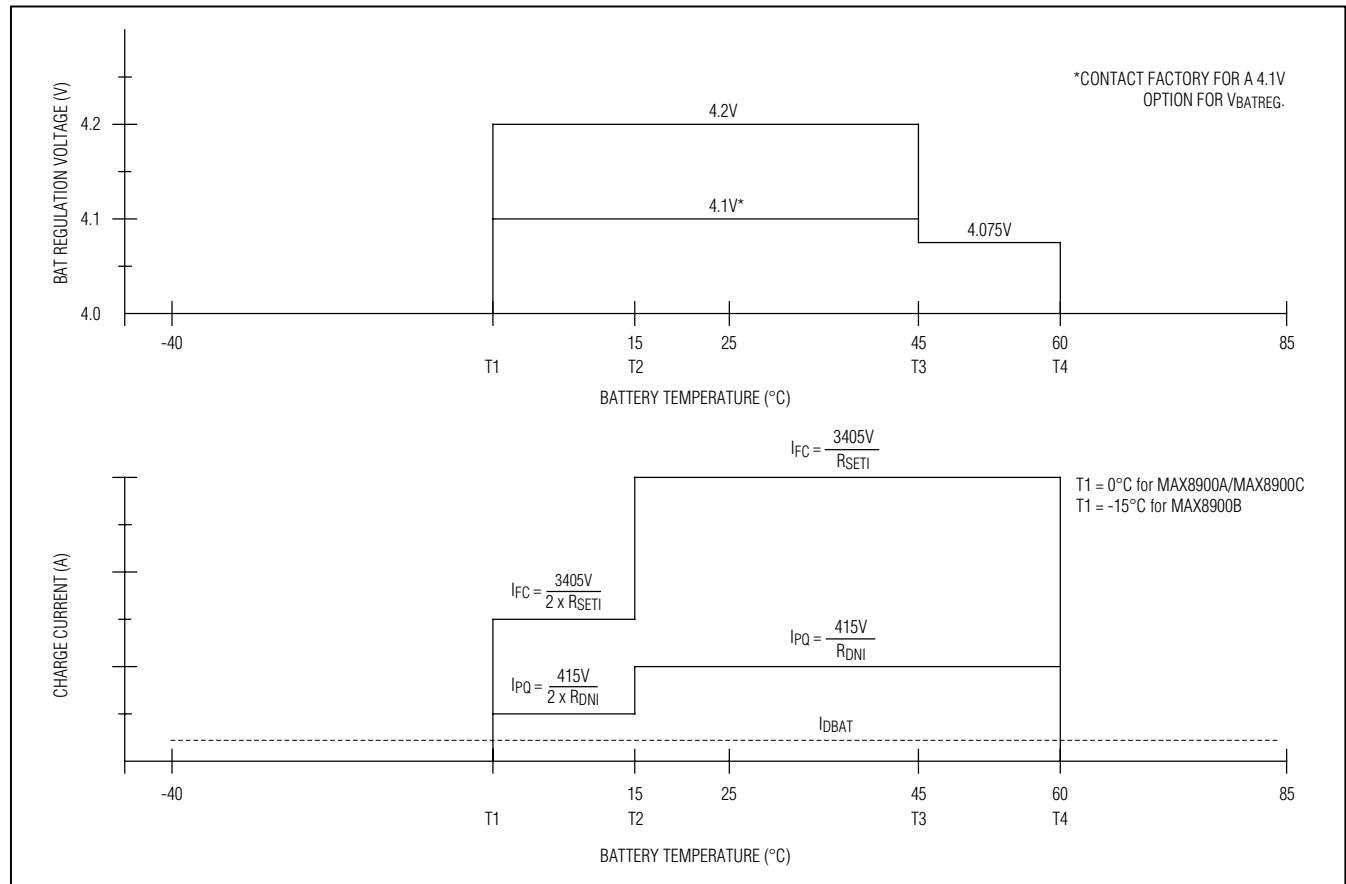 *CONTACT FACTORY FOR A 4.1V
OPTION FOR VBATREG.
BAT REGULATION VOLTAGE (V)
4.2
4.1
4.0
4.2V
4.1V*
4.075V
-40 15 25 45 60 85
T1 T2 T3 T4
BATTERY TEMPERATURE (°C)
CHARGE CURRENT (A)
IFC = 3405V
RSETI
T1 = 0°C for MAX8900A/MAX8900C
T1 = -15°C for MAX8900B
IFC = 3405V
2 x RSETI
IPQ = 415V
RDNI
IPQ = 415V
2 x RDNI
IDBAT
-40 15 25 45 60 85
T1 T2 T3 T4
BATTERY TEMPERATURE (°C)